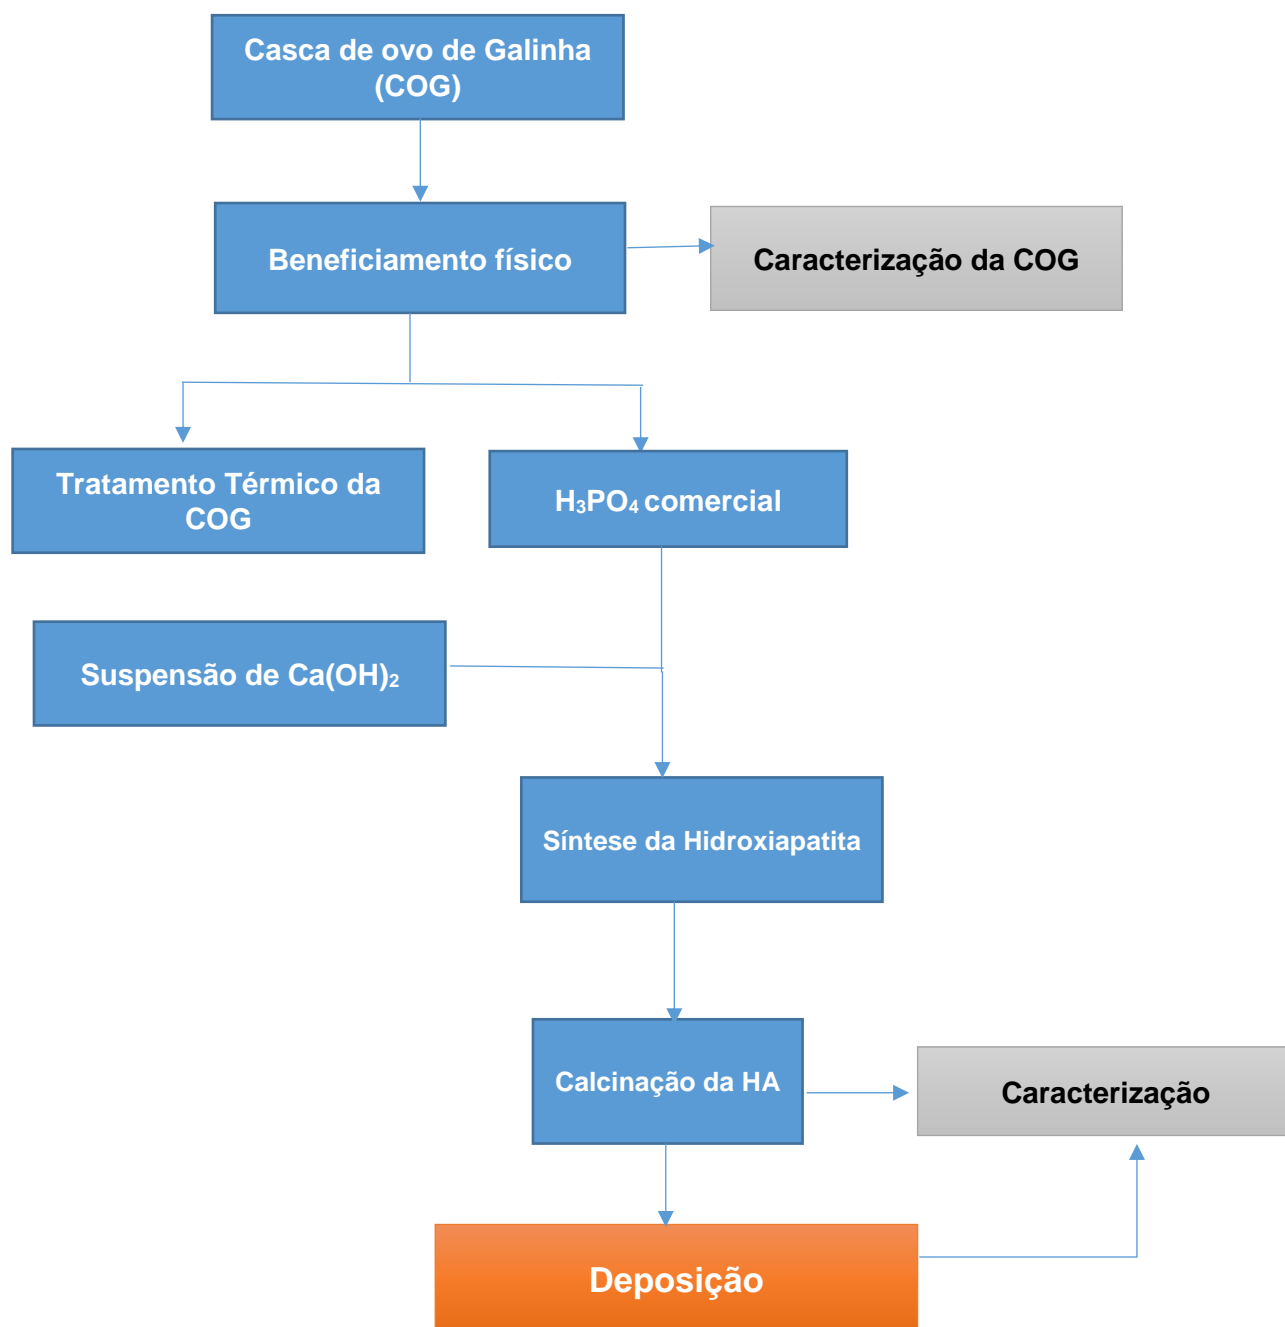 Casca de ovo de Galinha
(COG)
Beneficiamento físico
Caracterização da COG
Tratamento Térmico da
COG
H₃PO₄ comercial
Suspensão de Ca(OH)₂
Síntese da Hidroxiapatita
Calcinação da HA
Caracterização
Deposição